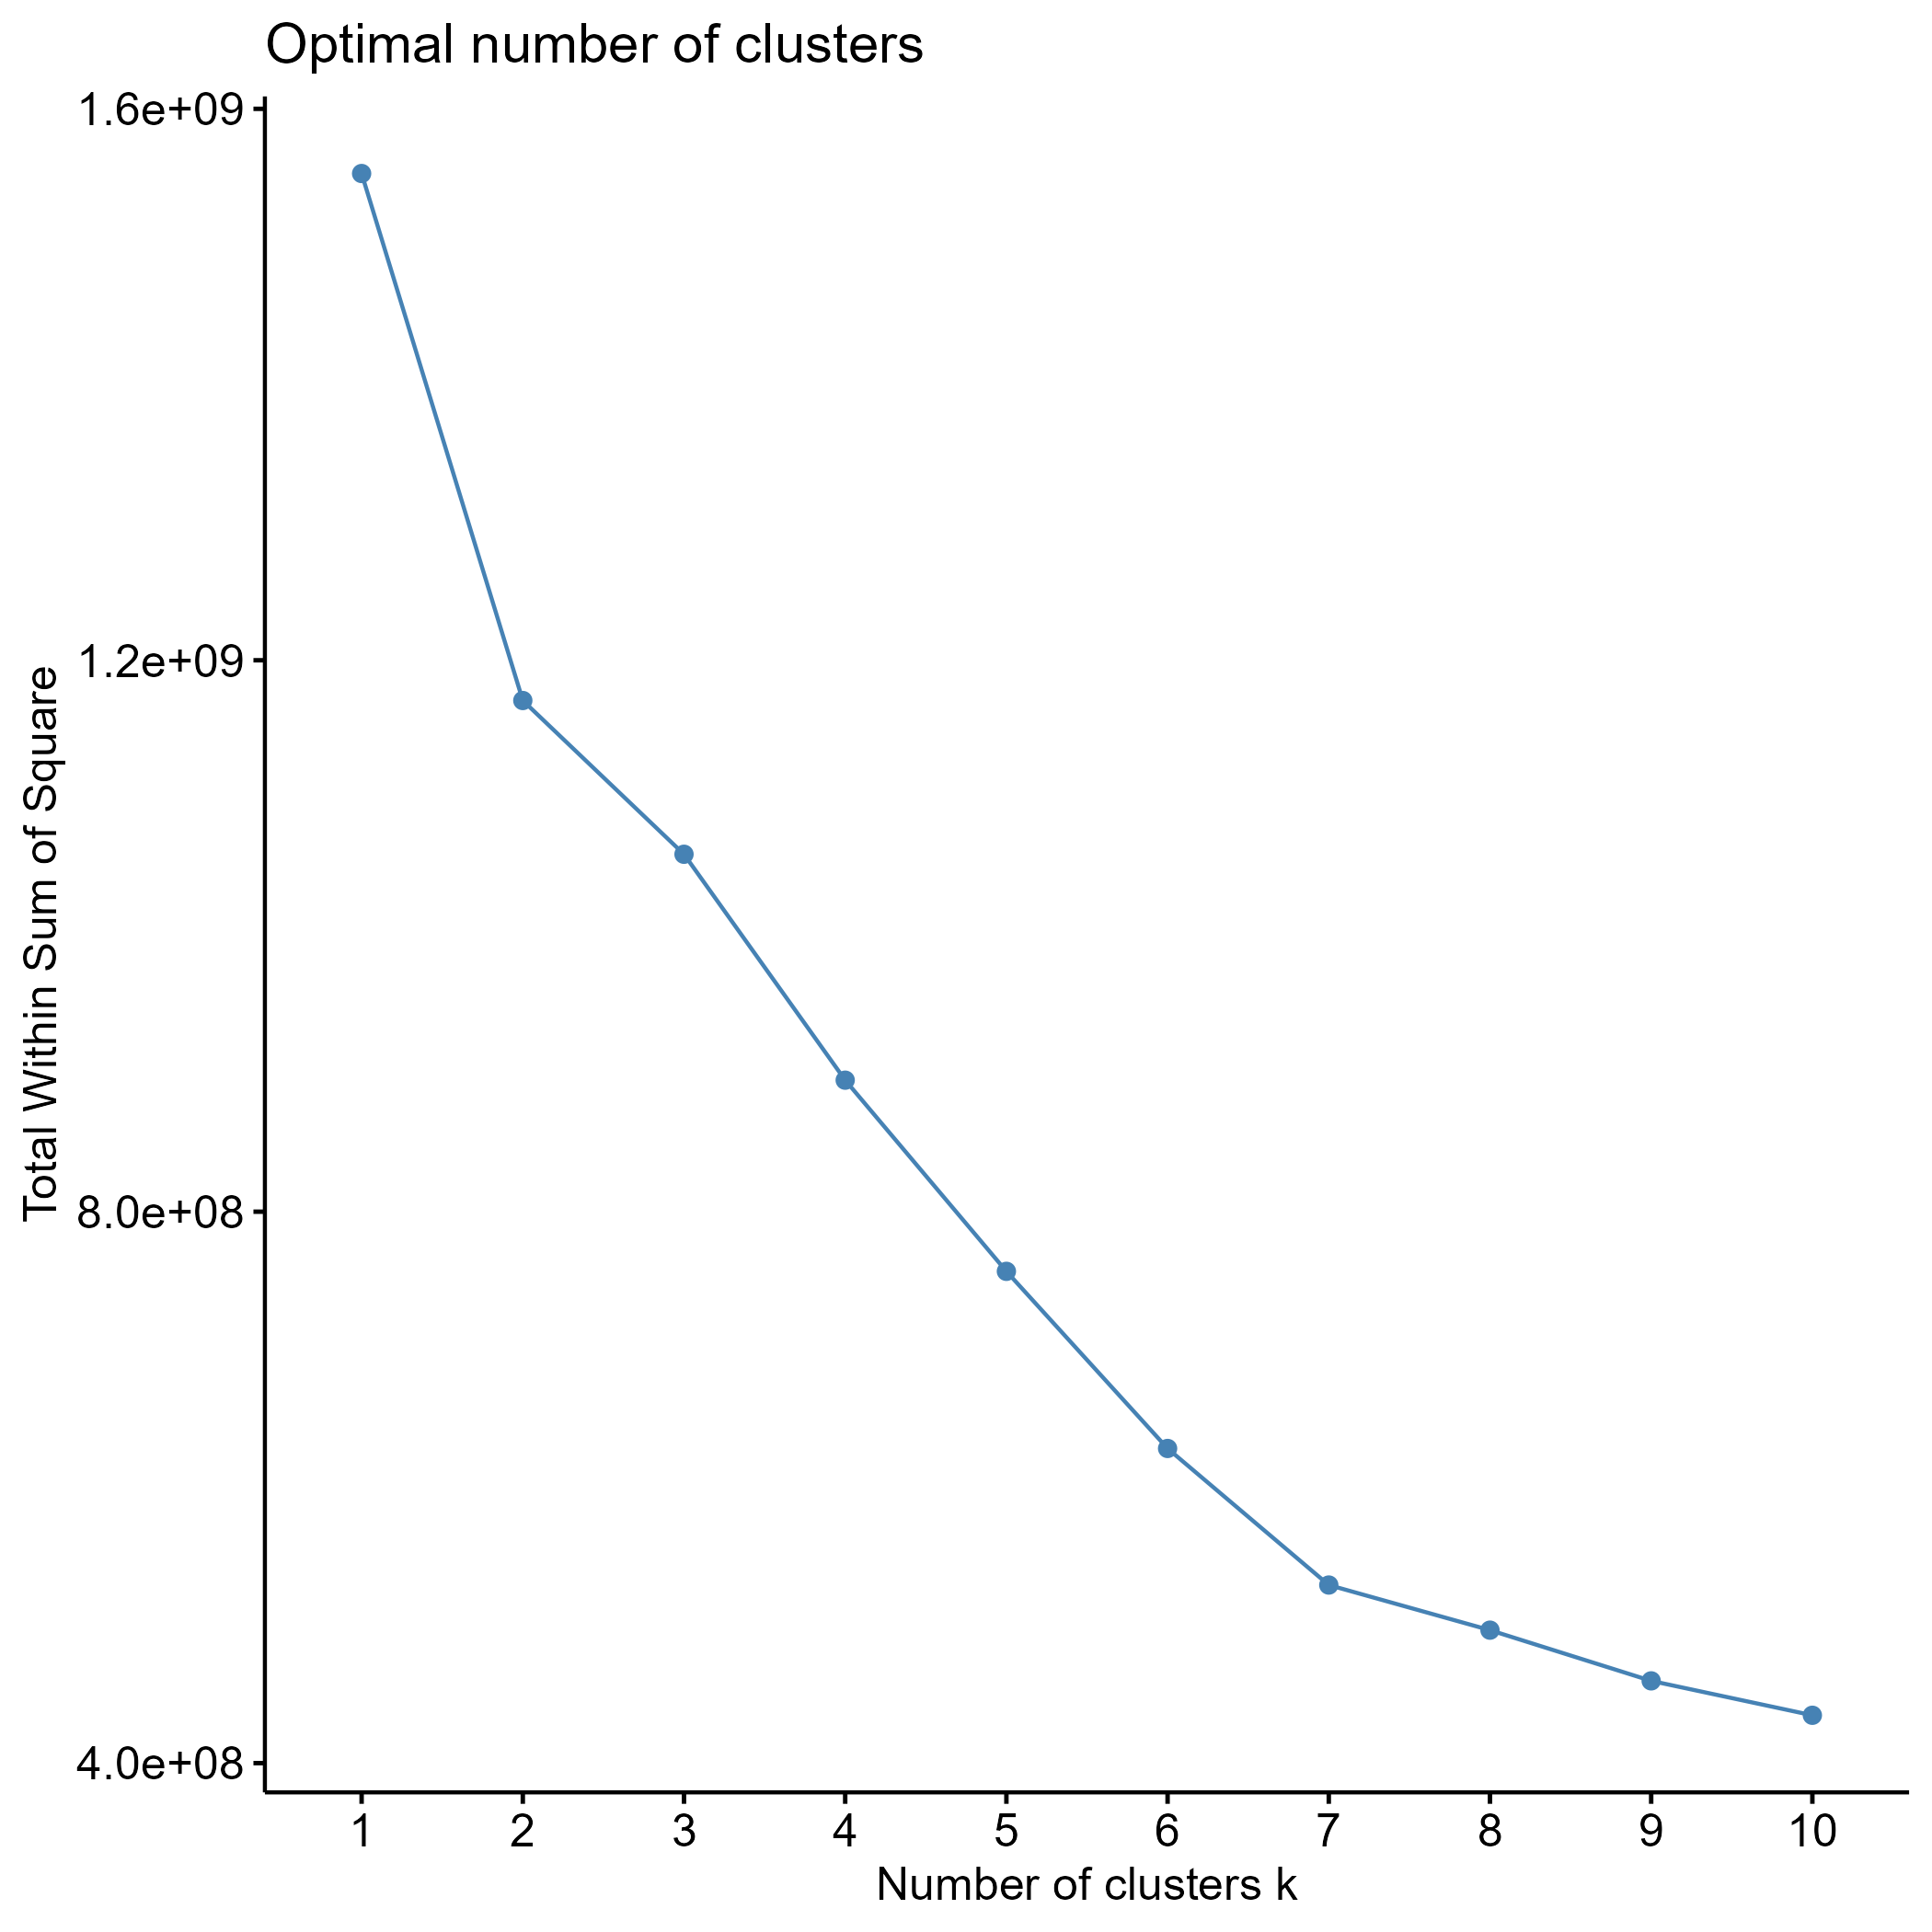 Optimal number of clusters
1.6e+09
1.2e+09
8.0e+08
4.0e+08
Total Within Sum of Square
1 2 3 4 5 6 7 8 9 10
Number of clusters k